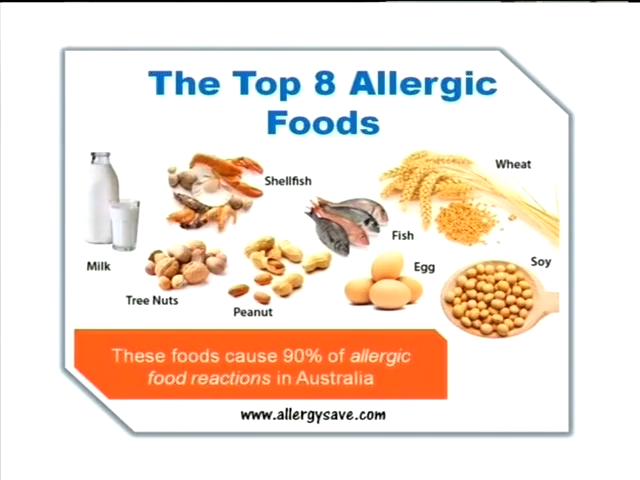 The Top 8 Allergic
Foods
Wheat
Shellfish
Fish
Milk
Egg
Soy
Tree Nuts
Peanut
These foods cause 90% of allergic
food reactions in Australia
www.allergysave.com